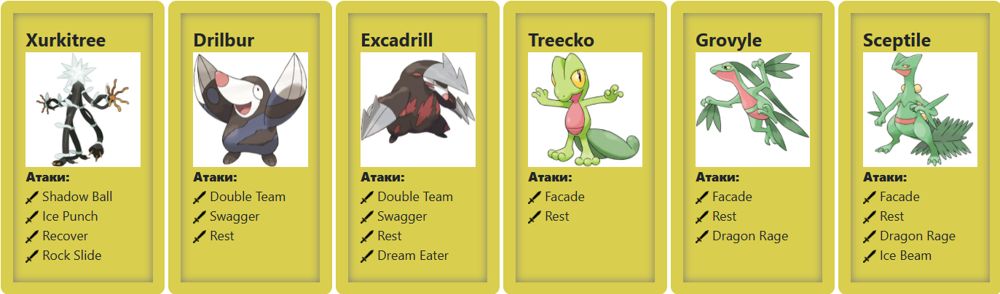 Xurkitree
Атаки:
Shadow Ball
Ice Punch
Recover
Rock Slide
Drilbur
Атаки:
Double Team
Swagger
Rest
Excadrill
Атаки:
Double Team
Swagger
Rest
Dream Eater
Treecko
Атаки:
Facade
Rest
Grovyle
Атаки:
Facade
Rest
Dragon Rage
Sceptile
Атаки:
Facade
Rest
Dragon Rage
Ice Beam